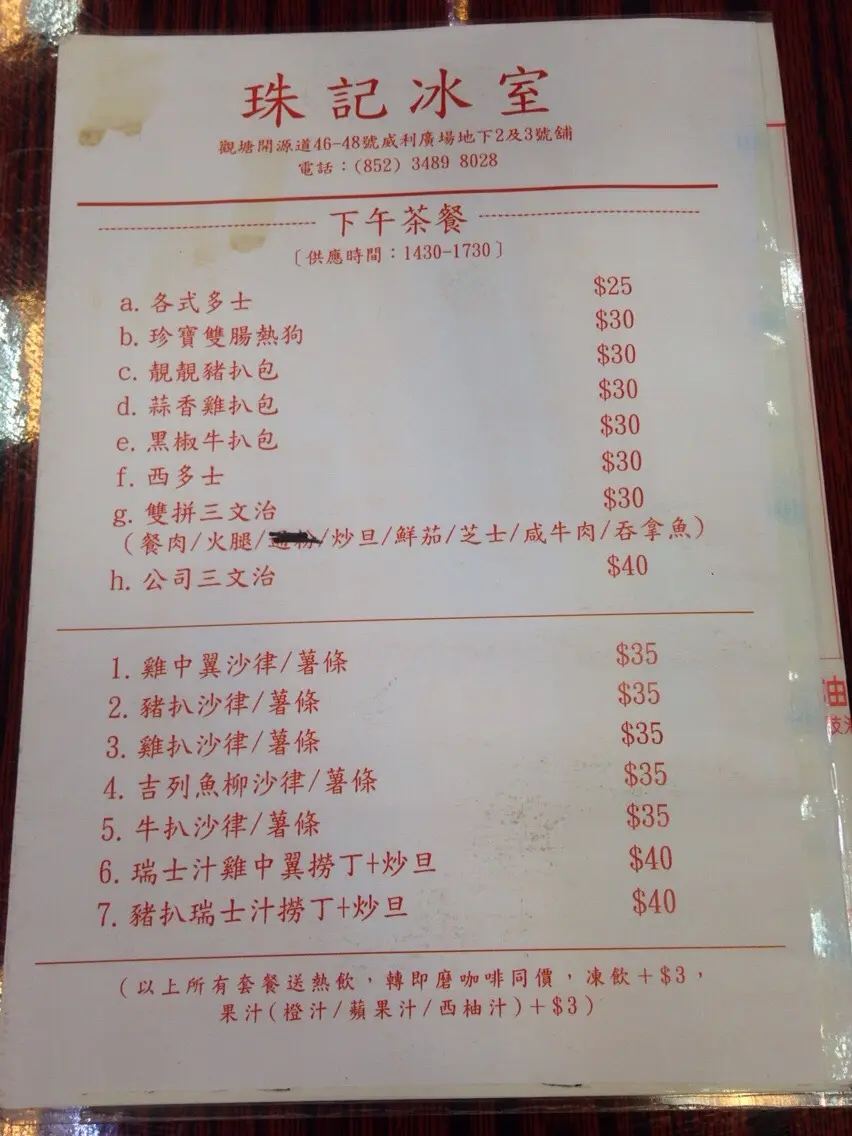 珠記冰室
觀塘開源道46-48號威利廣場地下2及3號舖
電話：(852) 3489 8028
下午茶餐
〔供應時間：1430-1730〕
a. 各式多士 $25
b. 珍寶雙腸熱狗 $30
c. 靚靚豬扒包 $30
d. 蒜香雞扒包 $30
e. 黑椒牛扒包 $30
f. 西多士 $30
g. 雙拼三文治 $30
(餐肉/火腿/炒旦/鮮茄/芝士/咸牛肉/吞拿魚)
h. 公司三文治 $40
1. 雞中翼沙律/薯條 $35
2. 豬扒沙律/薯條 $35
3. 雞扒沙律/薯條 $35
4. 吉列魚柳沙律/薯條 $35
5. 牛扒沙律/薯條 $35
6. 瑞士汁雞中翼撈丁+炒旦 $40
7. 豬扒瑞士汁撈丁+炒旦 $40
(以上所有套餐送熱飲，轉即磨咖啡同價，凍飲＋$3，
果汁(橙汁/蘋果汁/西柚汁)＋$3)
油